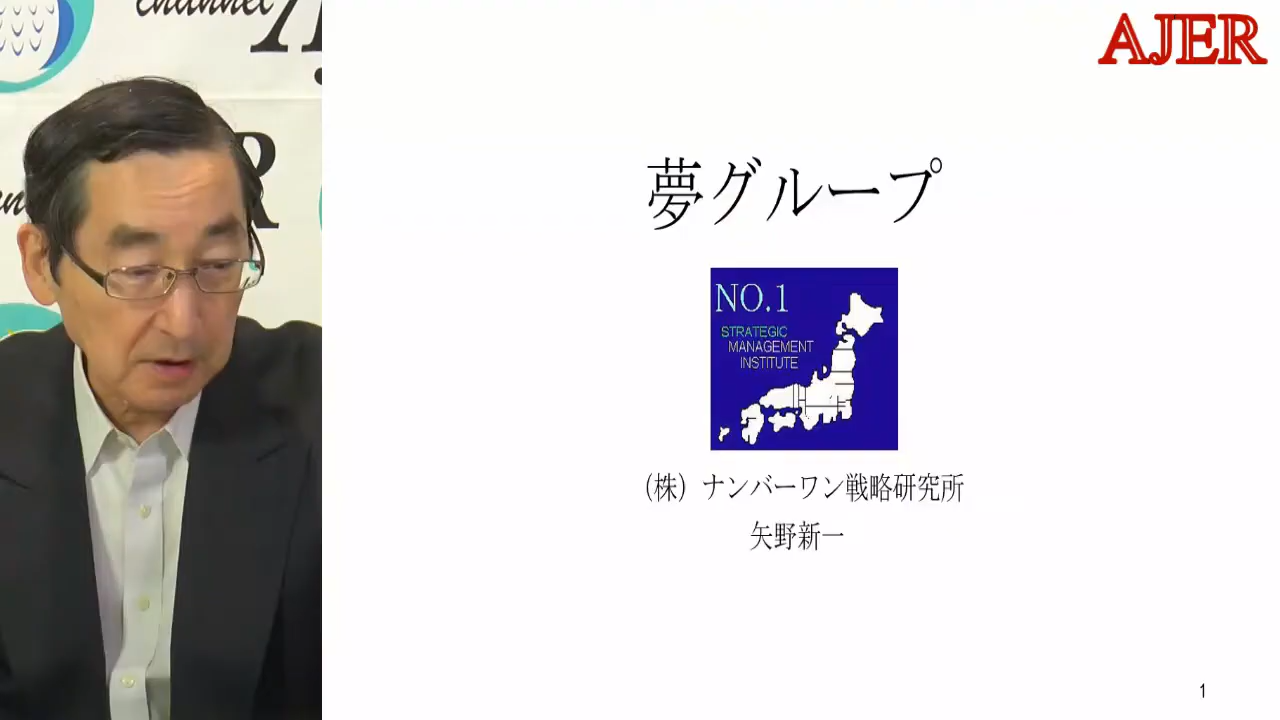 channel
AJER
夢グループ
NO.1
STRATEGIC
MANAGEMENT
INSTITUTE
(株)ナンバーワン戦略研究所
矢野新一
1